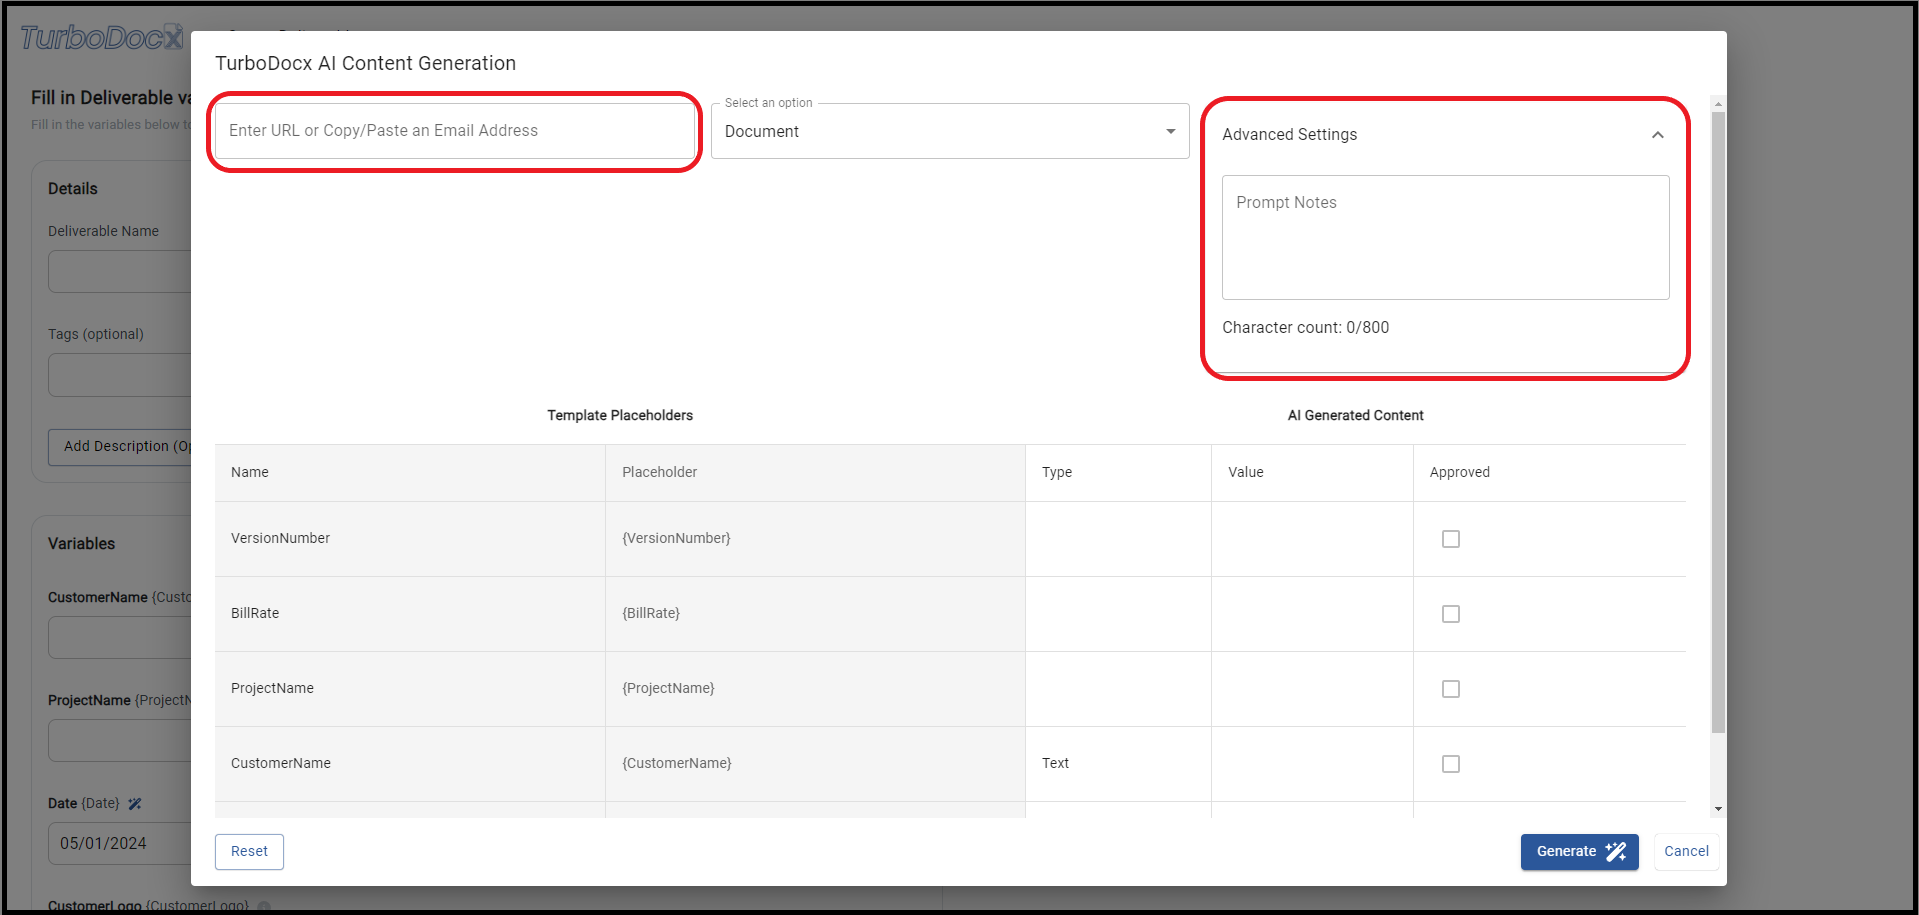 TurboDocx
TurboDocx AI Content Generation
Fill in Deliverable va
Fill in the variables below to
Enter URL or Copy/Paste an Email Address
Select an option
Document
Advanced Settings
Prompt Notes
Character count: 0/800
Details
Deliverable Name
Tags (optional)
Add Description (Op
Template Placeholders
AI Generated Content
Name
Placeholder
Type
Value
Approved
VersionNumber
{VersionNumber}
BillRate
{BillRate}
ProjectName
{ProjectName}
CustomerName
{CustomerName}
Text
Variables
CustomerName {Custo
ProjectName {ProjectN
Date {Date}
05/01/2024
CustomerLogo {CustomerLogo}
Reset
Generate
Cancel